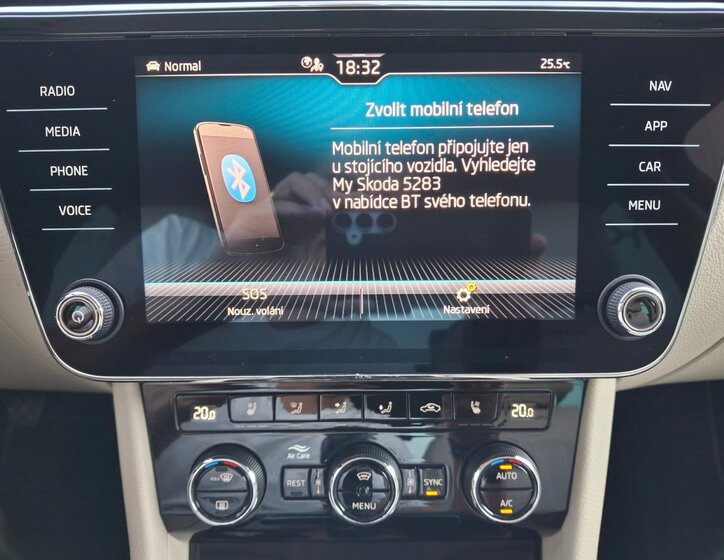 Normal
18:32
25.5°C
RADIO
MEDIA
PHONE
VOICE
NAV
APP
CAR
MENU
Zvolit mobilní telefon
Mobilní telefon připojujte jen
u stojícího vozidla. Vyhledejte
My Skoda 5283
v nabídce BT svého telefonu.
SOS
Nouz. volání
Nastavení
20.0
20.0
Air Care
MAX
REST
MENU
SYNC
AUTO
A/C